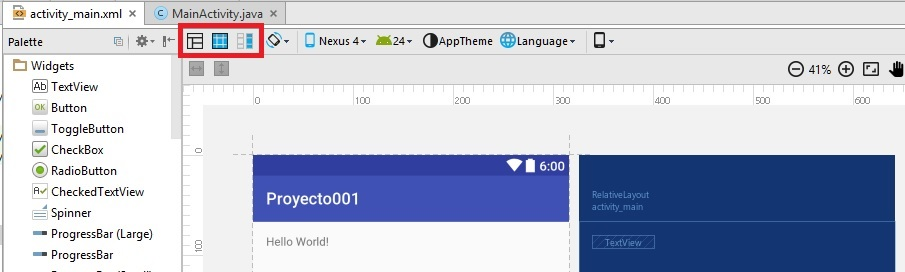 activity_main.xml × MainActivity.java ×
Palette Nexus 4 24 AppTheme Language
Widgets
Ab TextView
OK Button
ToggleButton
CheckBox
RadioButton
CheckedTextView
Spinner
ProgressBar (Large)
ProgressBar
41%
0 100 200 300 400 500 600
0
100
6:00
Proyecto001
Hello World!
RelativeLayout
activity_main
TextView